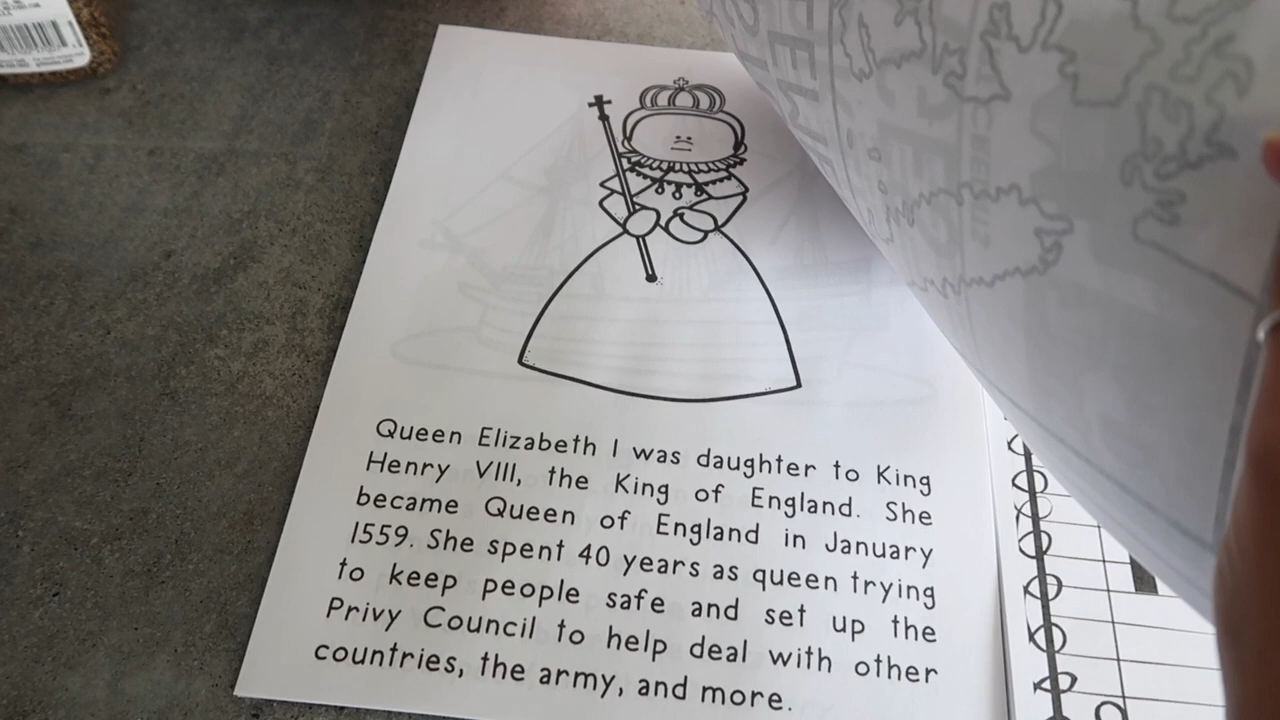 Queen Elizabeth I was daughter to King
Henry VIII, the King of England. She
became Queen of England in January
1559. She spent 40 years as queen trying
to keep people safe and set up the
Privy Council to help deal with other
countries, the army, and more.